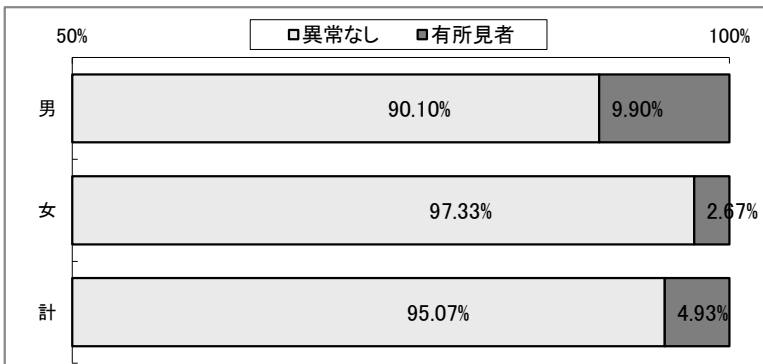 50% □異常なし ■有所見者 100%
男 90.10% 9.90%
女 97.33% 2.67%
計 95.07% 4.93%